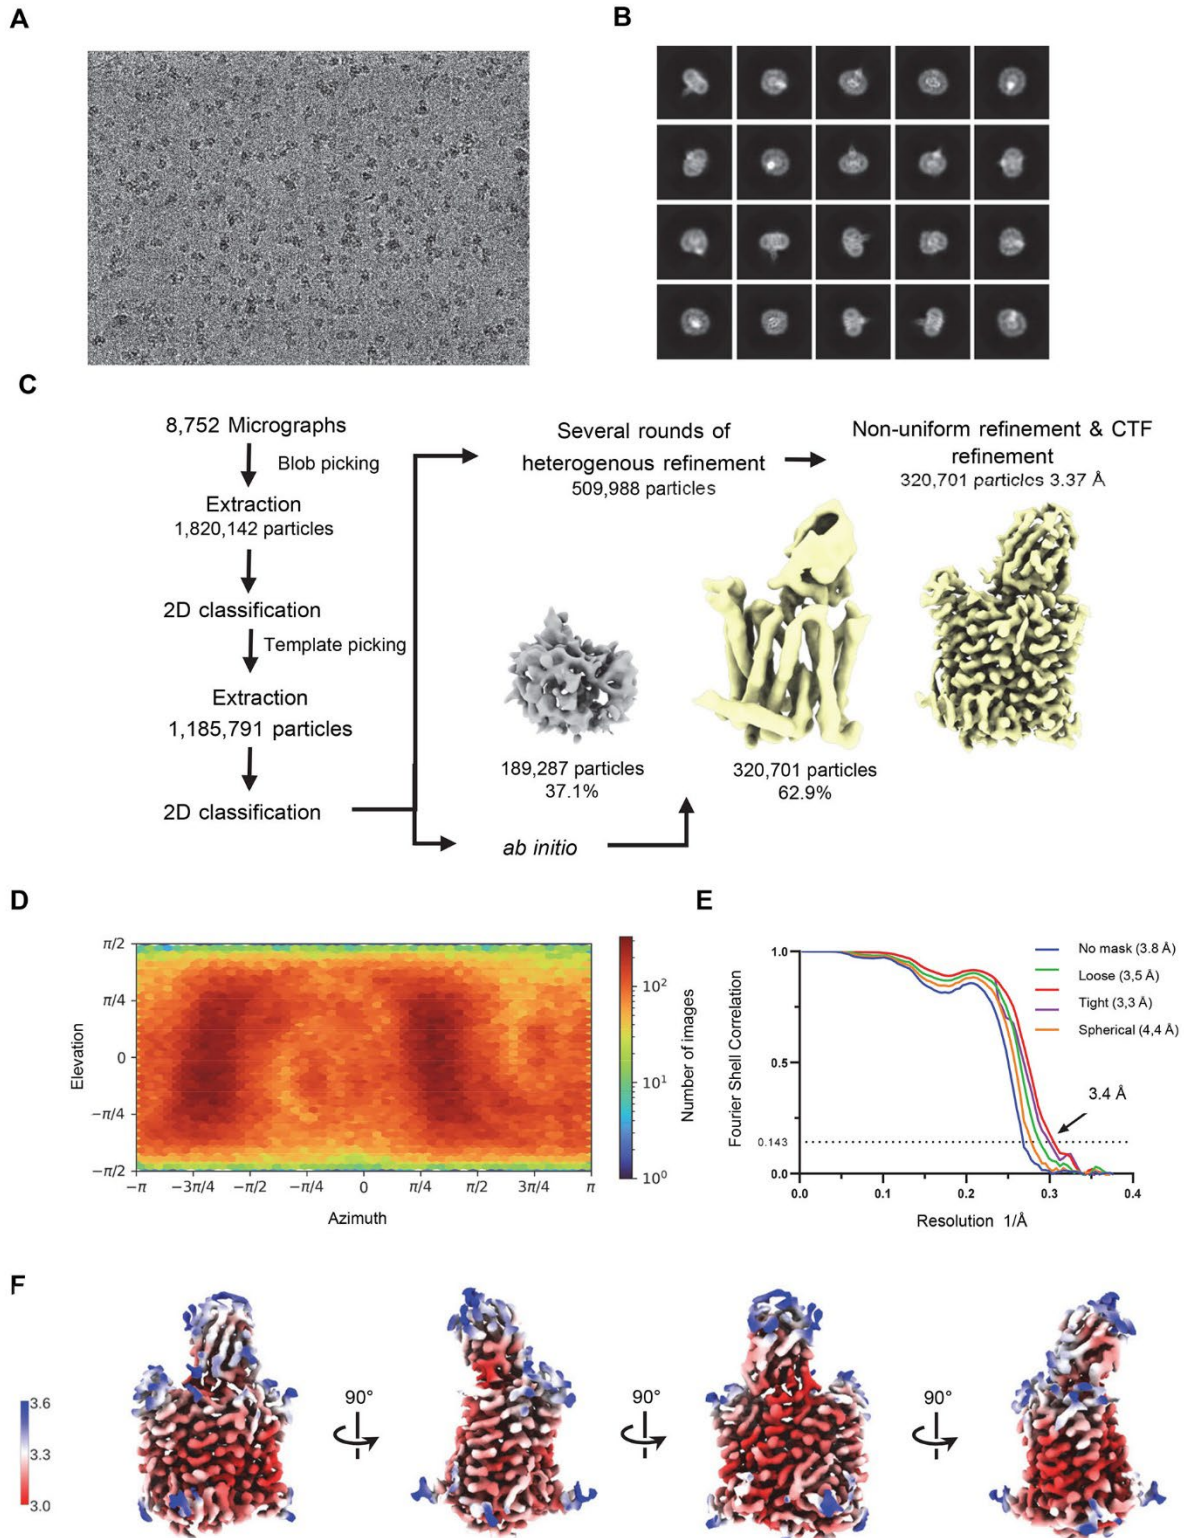 A
B
C
8,752 Micrographs
Blob picking
Extraction
1,820,142 particles
2D classification
Template picking
Extraction
1,185,791 particles
2D classification
Several rounds of
heterogenous refinement
509,988 particles
Non-uniform refinement & CTF
refinement
320,701 particles 3.37 Å
189,287 particles
37.1%
320,701 particles
62.9%
ab initio
D
π/2
π/4
0
−π/4
−π/2
Elevation
−π
−3π/4
−π/2
−π/4
0
π/4
π/2
3π/4
π
Azimuth
10²
10¹
10⁰
Number of images
E
1.0
0.5
0.143
0.0
Fourier Shell Correlation
0.0
0.1
0.2
0.3
0.4
Resolution 1/Å
No mask (3.8 Å)
Loose (3,5 Å)
Tight (3,3 Å)
Spherical (4,4 Å)
3.4 Å
F
3.6
3.3
3.0
90°
90°
90°